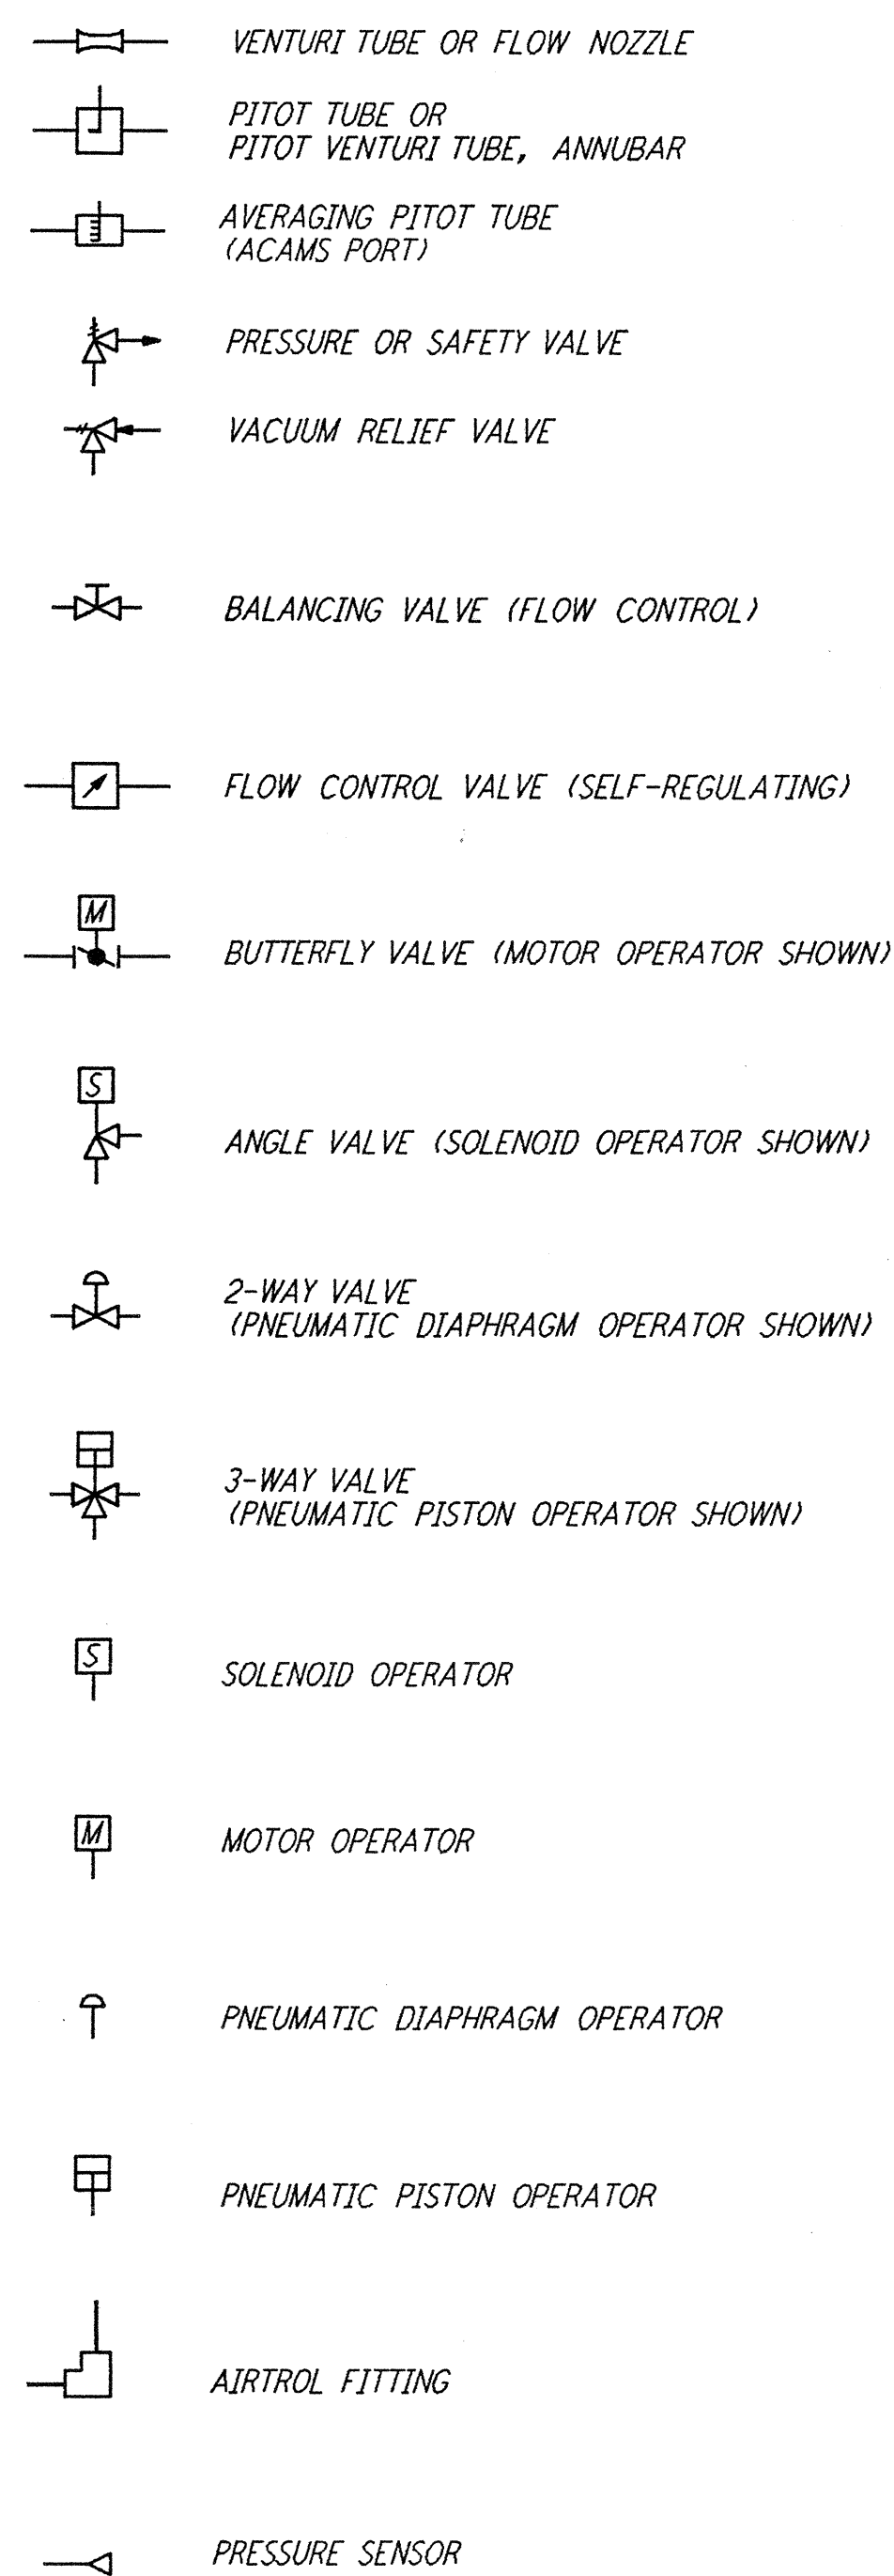 VENTURI TUBE OR FLOW NOZZLE
PITOT TUBE OR
PITOT VENTURI TUBE, ANNUBAR
AVERAGING PITOT TUBE
(ACAMS PORT)
PRESSURE OR SAFETY VALVE
VACUUM RELIEF VALVE
BALANCING VALVE (FLOW CONTROL)
FLOW CONTROL VALVE (SELF-REGULATING)
M
BUTTERFLY VALVE (MOTOR OPERATOR SHOWN)
S
ANGLE VALVE (SOLENOID OPERATOR SHOWN)
2-WAY VALVE
(PNEUMATIC DIAPHRAGM OPERATOR SHOWN)
3-WAY VALVE
(PNEUMATIC PISTON OPERATOR SHOWN)
S
SOLENOID OPERATOR
M
MOTOR OPERATOR
PNEUMATIC DIAPHRAGM OPERATOR
PNEUMATIC PISTON OPERATOR
AIRTROL FITTING
PRESSURE SENSOR